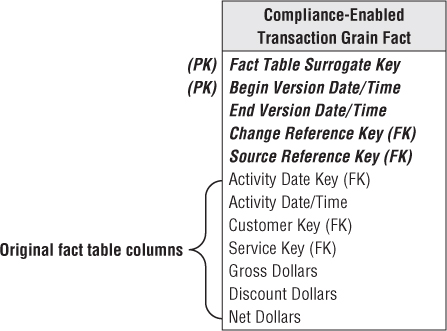 Compliance-Enabled
Transaction Grain Fact
(PK) Fact Table Surrogate Key
(PK) Begin Version Date/Time
End Version Date/Time
Change Reference Key (FK)
Source Reference Key (FK)
Activity Date Key (FK)
Activity Date/Time
Customer Key (FK)
Original fact table columns
Service Key (FK)
Gross Dollars
Discount Dollars
Net Dollars